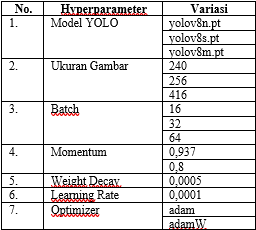 No. Hyperparameter Variasi
1. Model YOLO yolov8n.pt
yolov8s.pt
yolov8m.pt
2. Ukuran Gambar 240
256
416
3. Batch 16
32
64
4. Momentum 0,937
0,8
5. Weight Decay 0,0005
6. Learning Rate 0,0001
7. Optimizer adam
adamW